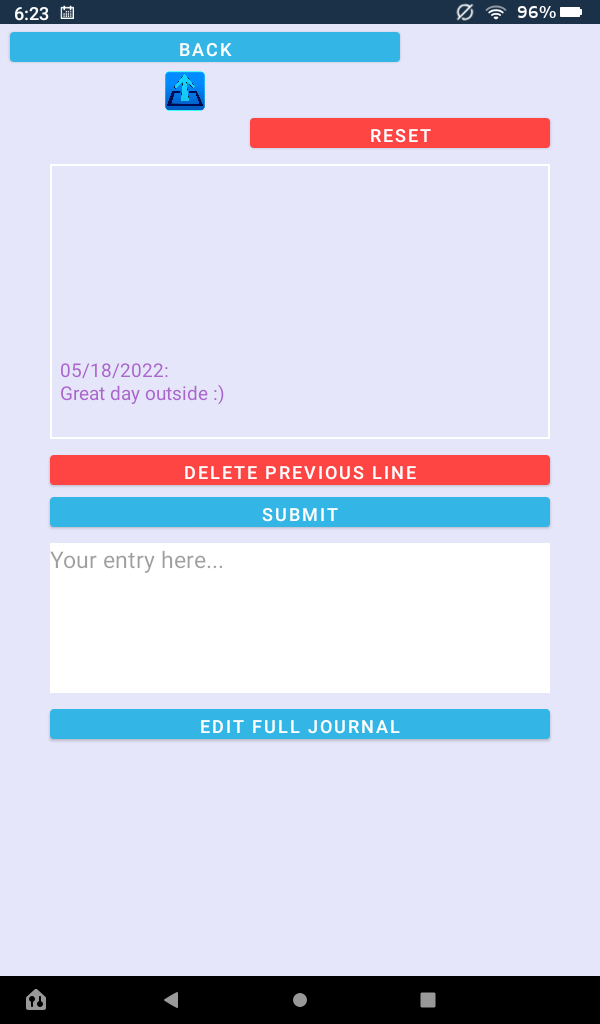 6:23
96%
BACK
RESET
05/18/2022:
Great day outside :)
DELETE PREVIOUS LINE
SUBMIT
Your entry here...
EDIT FULL JOURNAL